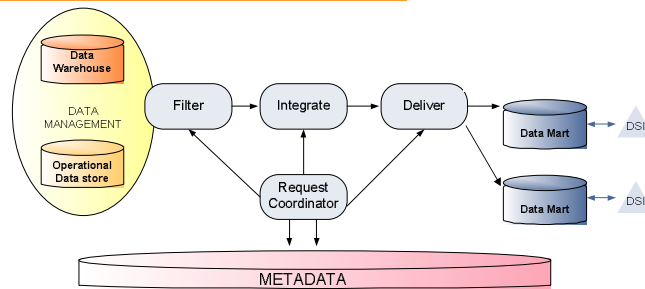 Data
Warehouse
DATA
MANAGEMENT
Operational
Data store
Filter
Integrate
Deliver
Request
Coordinator
Data Mart
DSI
Data Mart
DSI
METADATA